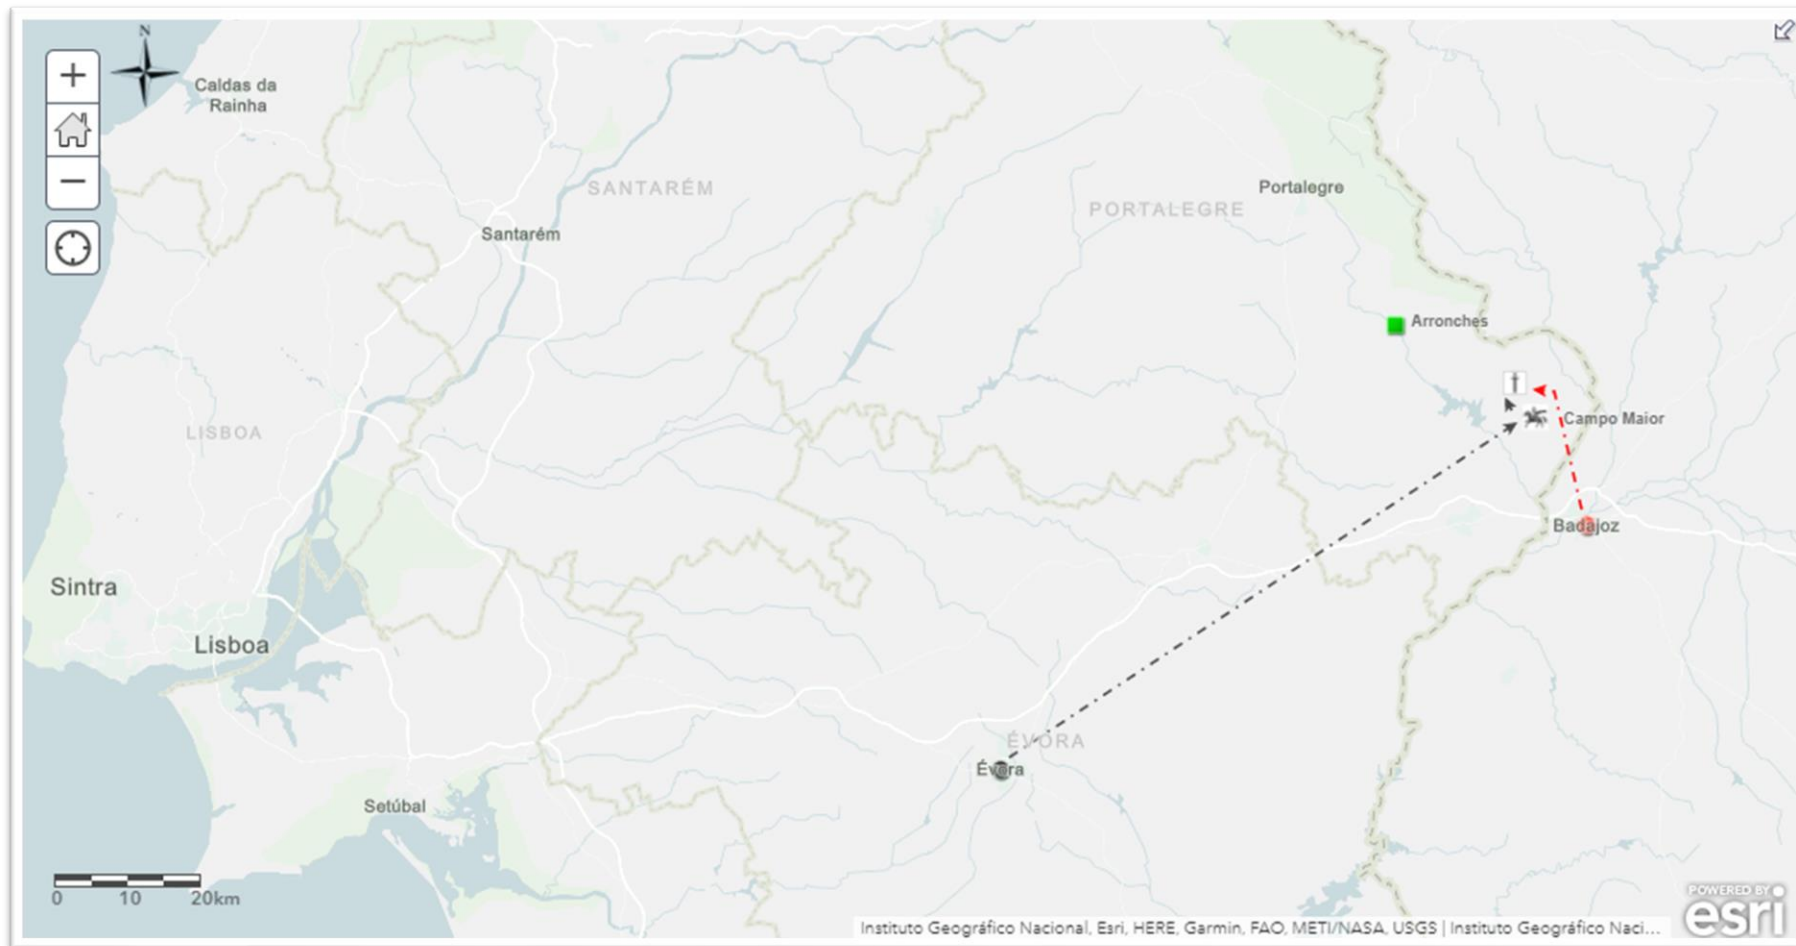 N
+
Caldas da
Rainha
−
SANTARÉM
Portalegre
PORTALEGRE
Santarém
Arronches
Campo Maior
LISBOA
Badajoz
Sintra
Lisboa
ÉVORA
Évora
Setúbal
0 10 20km
POWERED BY
esri
Instituto Geográfico Nacional, Esri, HERE, Garmin, FAO, METI/NASA, USGS | Instituto Geográfico Naci...